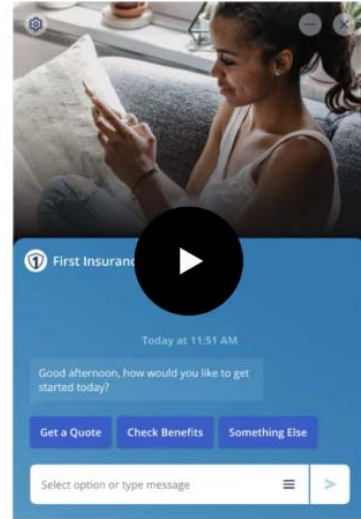 First Insuranc
Today at 11:51 AM
Good afternoon, how would you like to get
started today?
Get a Quote Check Benefits Something Else
Select option or type message